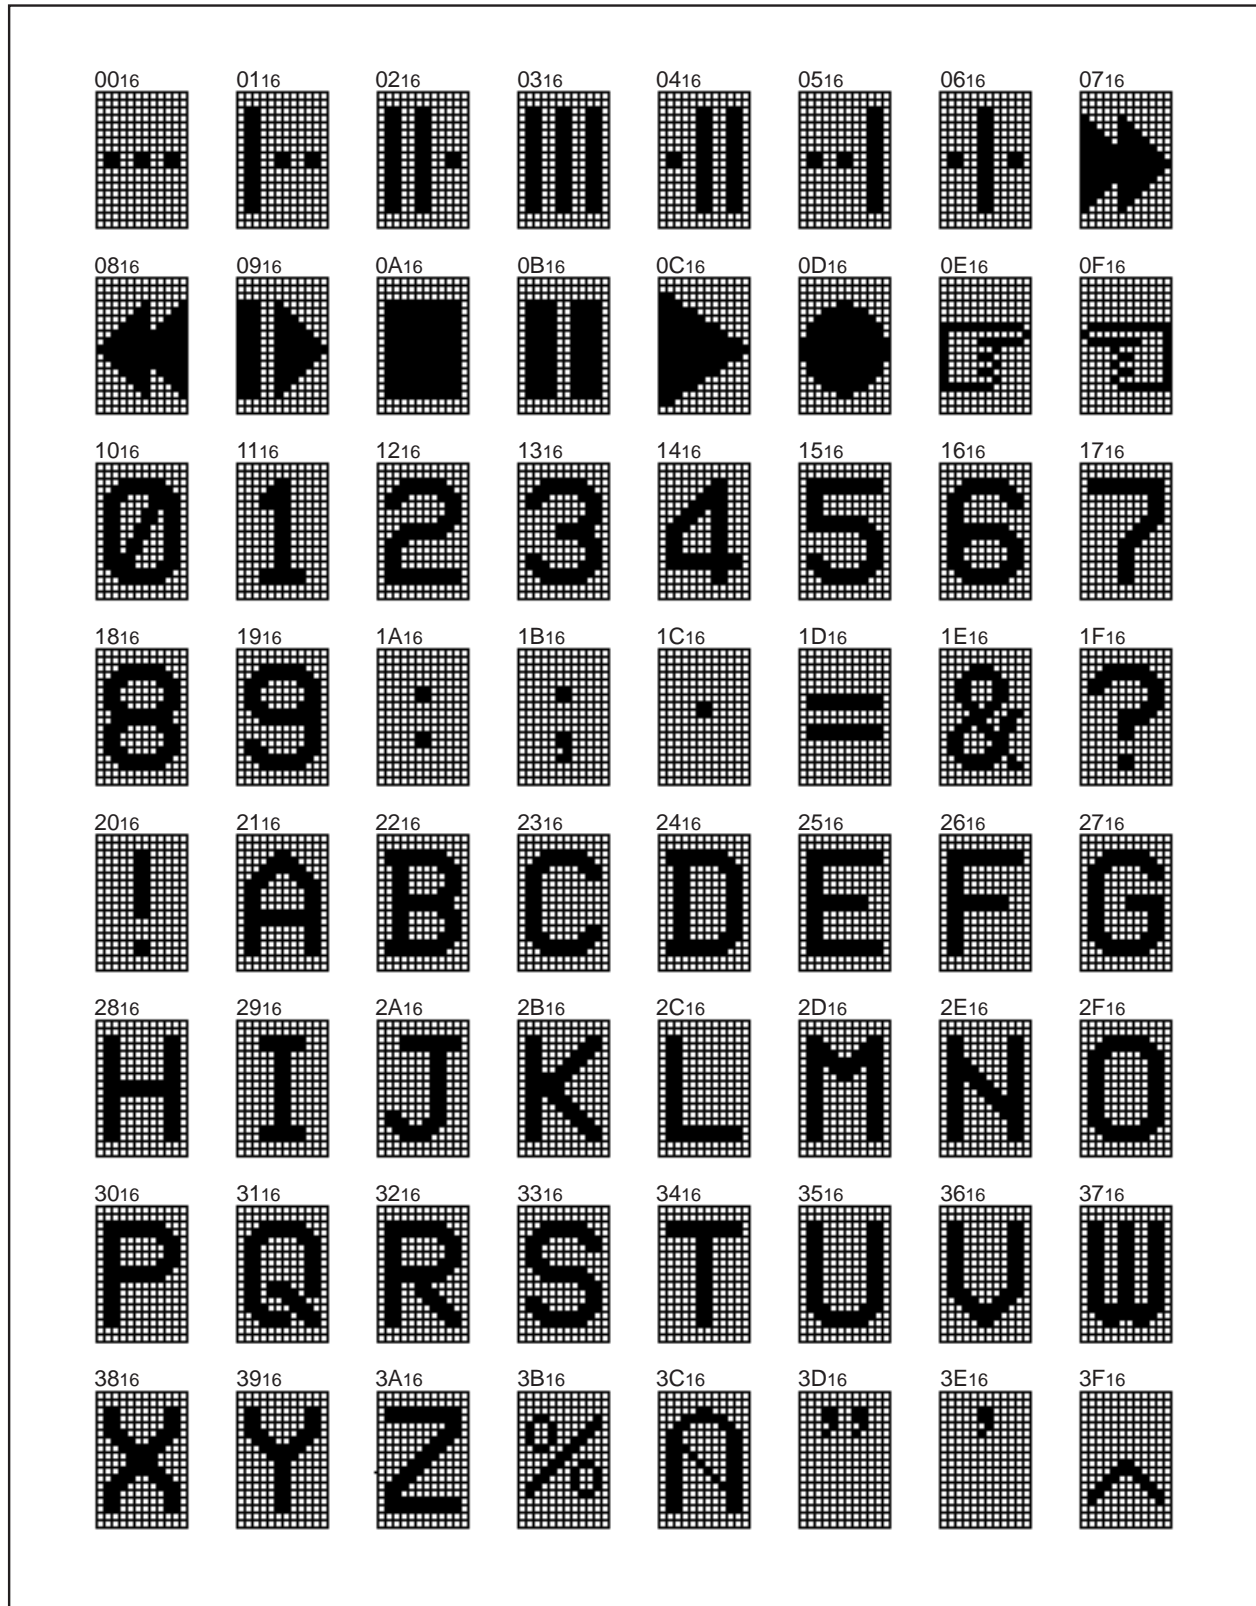 0016 0116 0216 0316 0416 0516 0616 0716
0816 0916 0A16 0B16 0C16 0D16 0E16 0F16
1016 1116 1216 1316 1416 1516 1616 1716
0 1 2 3 4 5 6 7
1816 1916 1A16 1B16 1C16 1D16 1E16 1F16
8 9 : ; · = & ?
2016 2116 2216 2316 2416 2516 2616 2716
! A B C D E F G
2816 2916 2A16 2B16 2C16 2D16 2E16 2F16
H I J K L M N O
3016 3116 3216 3316 3416 3516 3616 3716
P Q R S T U V W
3816 3916 3A16 3B16 3C16 3D16 3E16 3F16
X Y Z % Ñ ” ’ ^